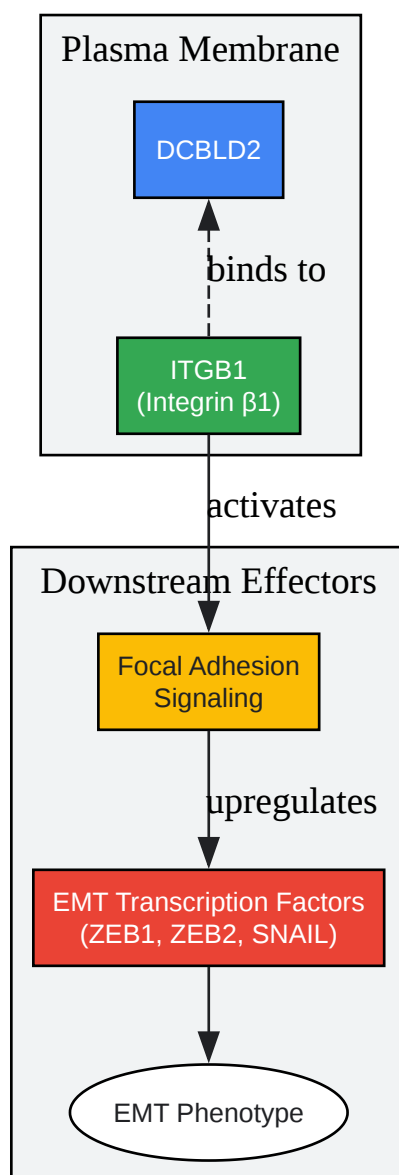 Plasma Membrane
DCBLD2
binds to
ITGB1
(Integrin β1)
activates
Downstream Effectors
Focal Adhesion
Signaling
upregulates
EMT Transcription Factors
(ZEB1, ZEB2, SNAIL)
EMT Phenotype